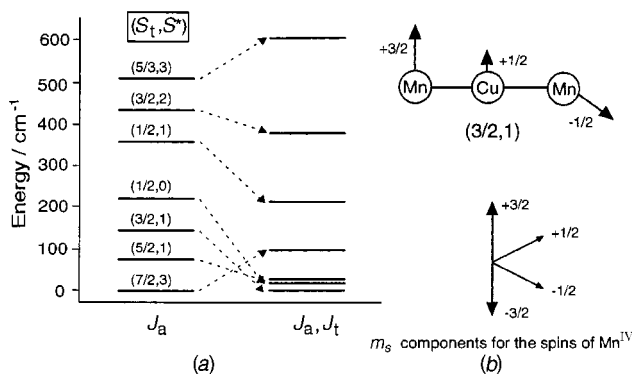 (St,S*)
600
500
400
300
200
100
0
Energy / cm⁻¹
(5/3,3)
(3/2,2)
(1/2,1)
(1/2,0)
(3/2,1)
(5/2,1)
(7/2,3)
Ja
Ja, Jt
(a)
+3/2
+1/2
Mn
Cu
Mn
-1/2
(3/2,1)
+3/2
+1/2
-1/2
-3/2
ms components for the spins of MnIV
(b)